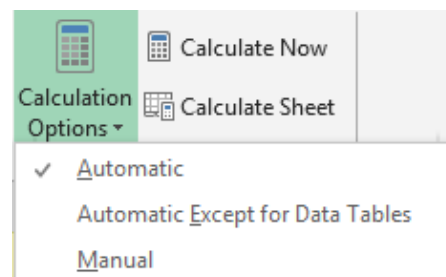 Calculate Now
Calculation
Options
Calculate Sheet
Automatic
Automatic Except for Data Tables
Manual